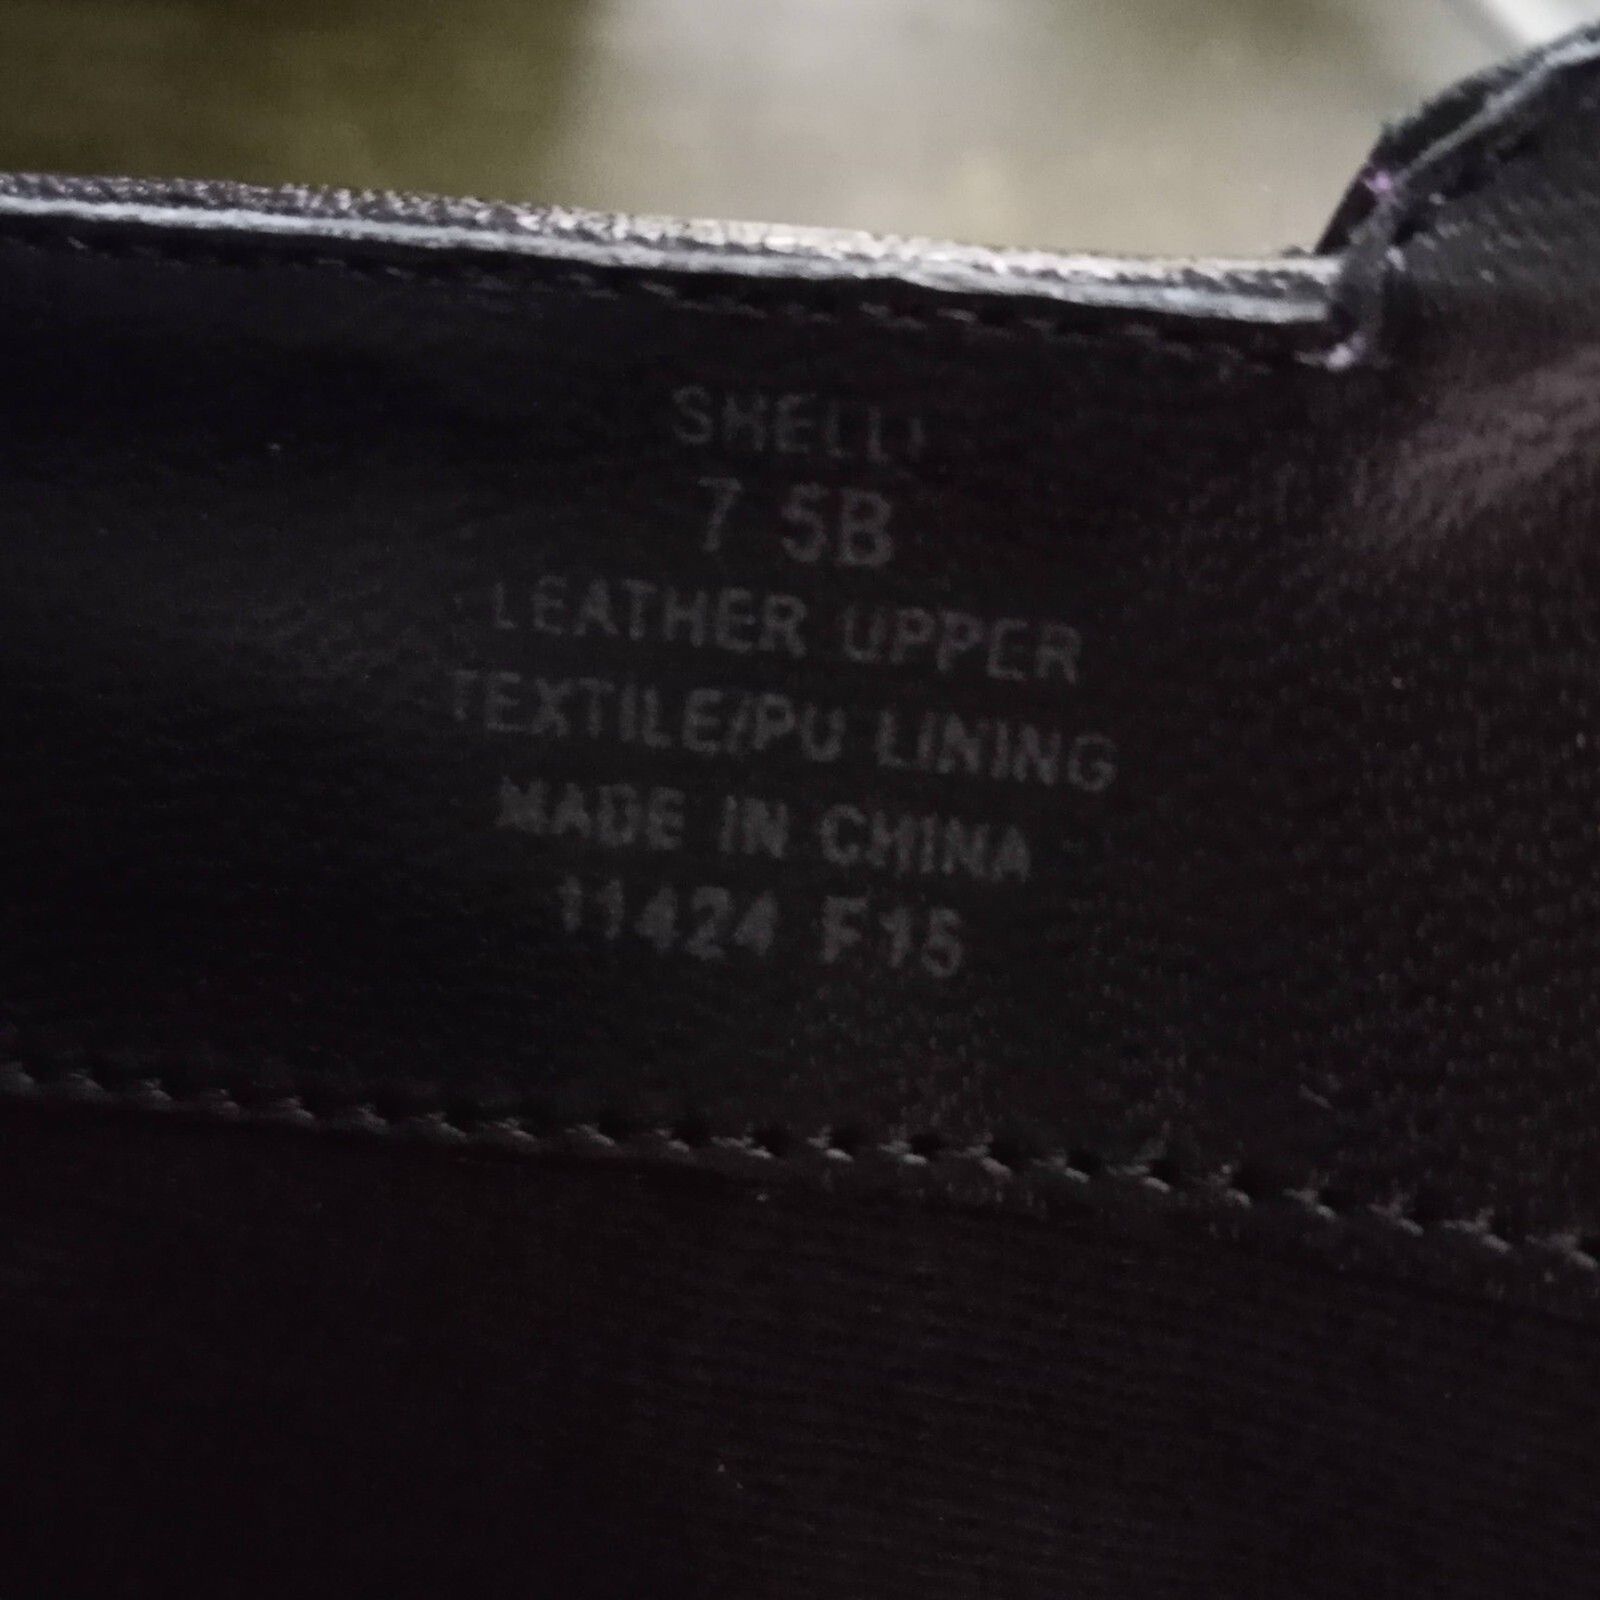 SHELLI
7 5B
LEATHER UPPER
TEXTILE/PU LINING
MADE IN CHINA
11424 F15